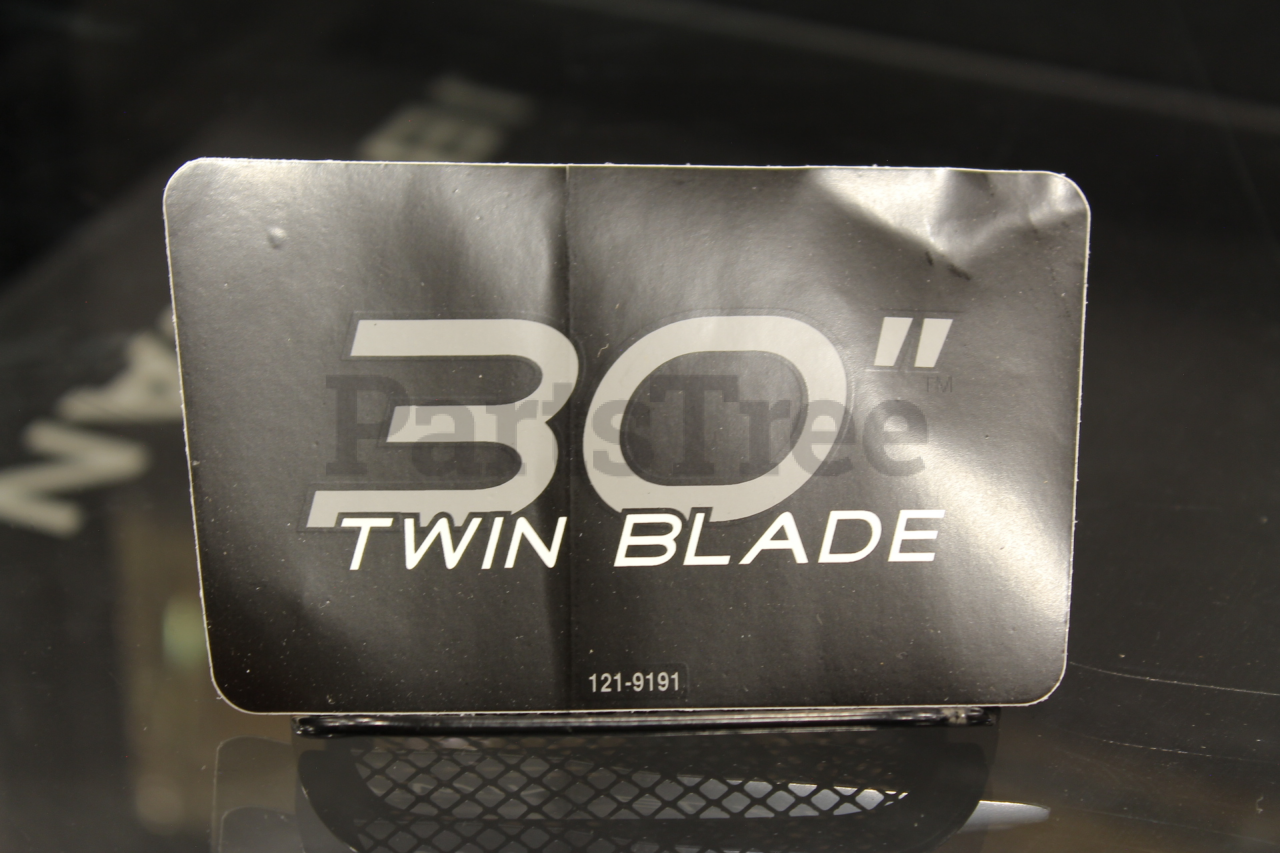 30"
TM
PartsTree
TWIN BLADE
121-9191